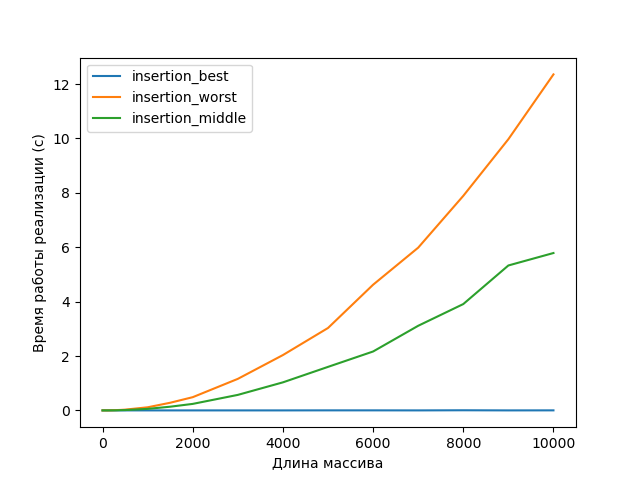 insertion_best
insertion_worst
insertion_middle
Время работы реализации (с)
12
10
8
6
4
2
0
0 2000 4000 6000 8000 10000
Длина массива